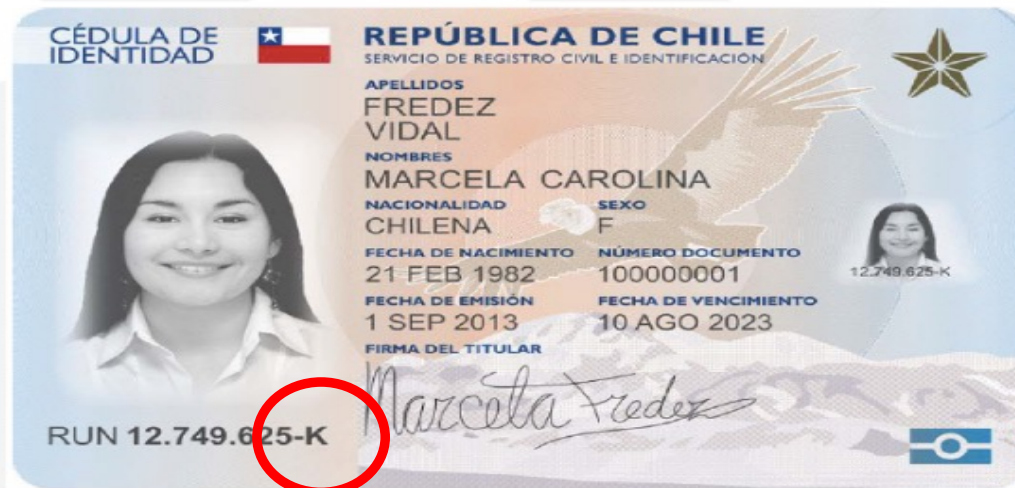 CÉDULA DE
IDENTIDAD
REPÚBLICA DE CHILE
SERVICIO DE REGISTRO CIVIL E IDENTIFICACIÓN
APELLIDOS
FREDEZ
VIDAL
NOMBRES
MARCELA CAROLINA
NACIONALIDAD SEXO
CHILENA F
FECHA DE NACIMIENTO NÚMERO DOCUMENTO
21 FEB 1982 100000001
12.749.625-K
FECHA DE EMISIÓN FECHA DE VENCIMIENTO
1 SEP 2013 10 AGO 2023
FIRMA DEL TITULAR
Marcela Fredez
RUN 12.749.625-K